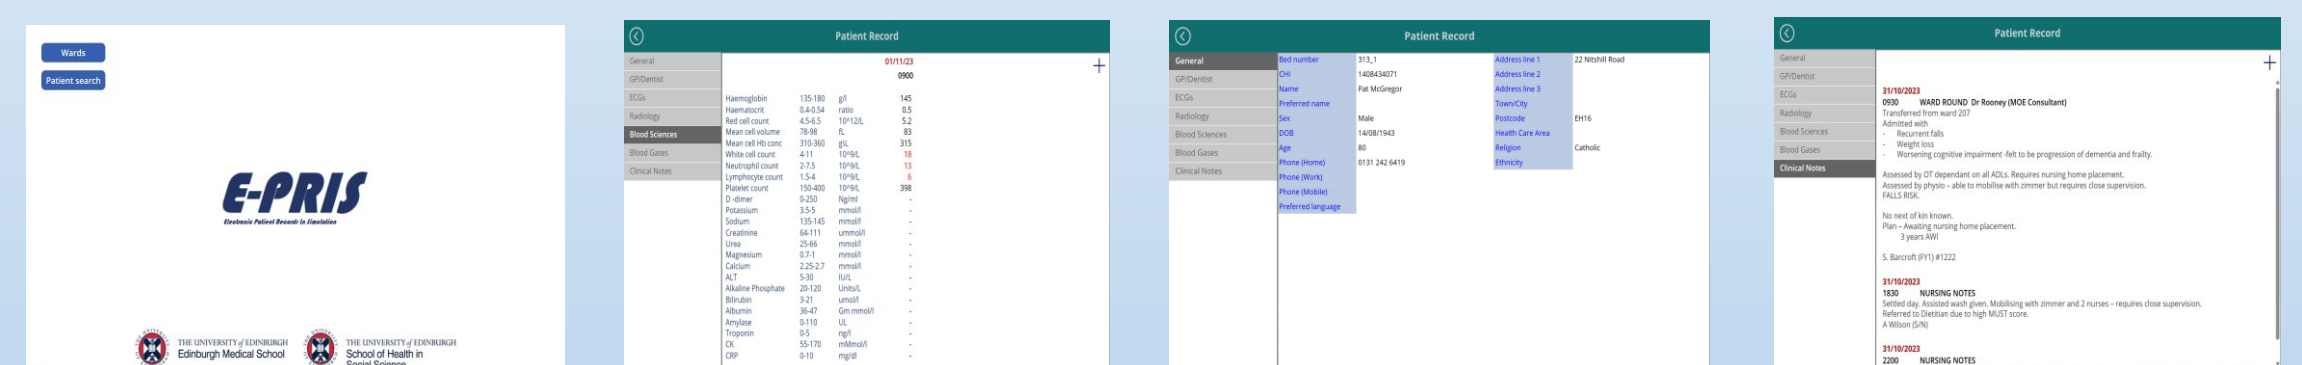 Wards
Patient search
E-PRIS
Electronic Patient Records in Simulation
THE UNIVERSITY of EDINBURGH
Edinburgh Medical School
THE UNIVERSITY of EDINBURGH
School of Health in
Social Science
Patient Record
General
GP/Dentist
ECGs
Radiology
Blood Sciences
Blood Gases
Clinical Notes
01/11/23
0900
Haemoglobin 135-180 g/l 145
Haematocrit 0.4-0.54 ratio 0.5
Red cell count 4.5-6.5 10^12/L 5.2
Mean cell volume 78-98 fL 83
Mean cell Hb conc 310-360 g\L 315
White cell count 4-11 10^9/L 18
Neutrophil count 2-7.5 10^9/L 13
Lymphocyte count 1.5-4 10^9/L 6
Platelet count 150-400 10^9/L 398
D -dimer 0-250 Ng/ml -
Potassium 3.5-5 mmol/l -
Sodium 135-145 mmol/l -
Creatinine 64-111 ummol/l -
Urea 25-66 mmol/l -
Magnesium 0.7-1 mmol/l -
Calcium 2.25-2.7 mmol/l -
ALT 5-30 IU/L -
Alkaline Phosphate 20-120 Units/L -
Bilirubin 3-21 umol/l -
Albumin 36-47 Gm mmol/l -
Amylase 0-110 UL -
Troponin 0-5 ng/l -
CK 55-170 mMmol/l -
CRP 0-10 mg/dl -
Patient Record
General
GP/Dentist
ECGs
Radiology
Blood Sciences
Blood Gases
Clinical Notes
Bed number 313_1
CHI 1408434071
Name Pat McGregor
Preferred name
Sex Male
DOB 14/08/1943
Age 80
Phone (Home) 0131 242 6419
Phone (Work)
Phone (Mobile)
Preferred language
Address line 1 22 Nitshill Road
Address line 2
Address line 3
Town/City
Postcode EH16
Health Care Area
Religion Catholic
Ethnicity
Patient Record
General
GP/Dentist
ECGs
Radiology
Blood Sciences
Blood Gases
Clinical Notes
31/10/2023
0930 WARD ROUND Dr Rooney (MOE Consultant)
Transferred from ward 207
Admitted with
- Recurrent falls
- Weight loss
- Worsening cognitive impairment -felt to be progression of dementia and frailty.
Assessed by OT dependant on all ADLs. Requires nursing home placement.
Assessed by physio – able to mobilise with zimmer but requires close supervision.
FALLS RISK.
No next of kin known.
Plan – Awaiting nursing home placement.
3 years AWI
S. Barcroft (FY1) #1222
31/10/2023
1830 NURSING NOTES
Settled day. Assisted wash given. Mobilising with zimmer and 2 nurses – requires close supervision.
Referred to Dietitian due to high MUST score.
A Wilson (S/N)
31/10/2023
2200 NURSING NOTES